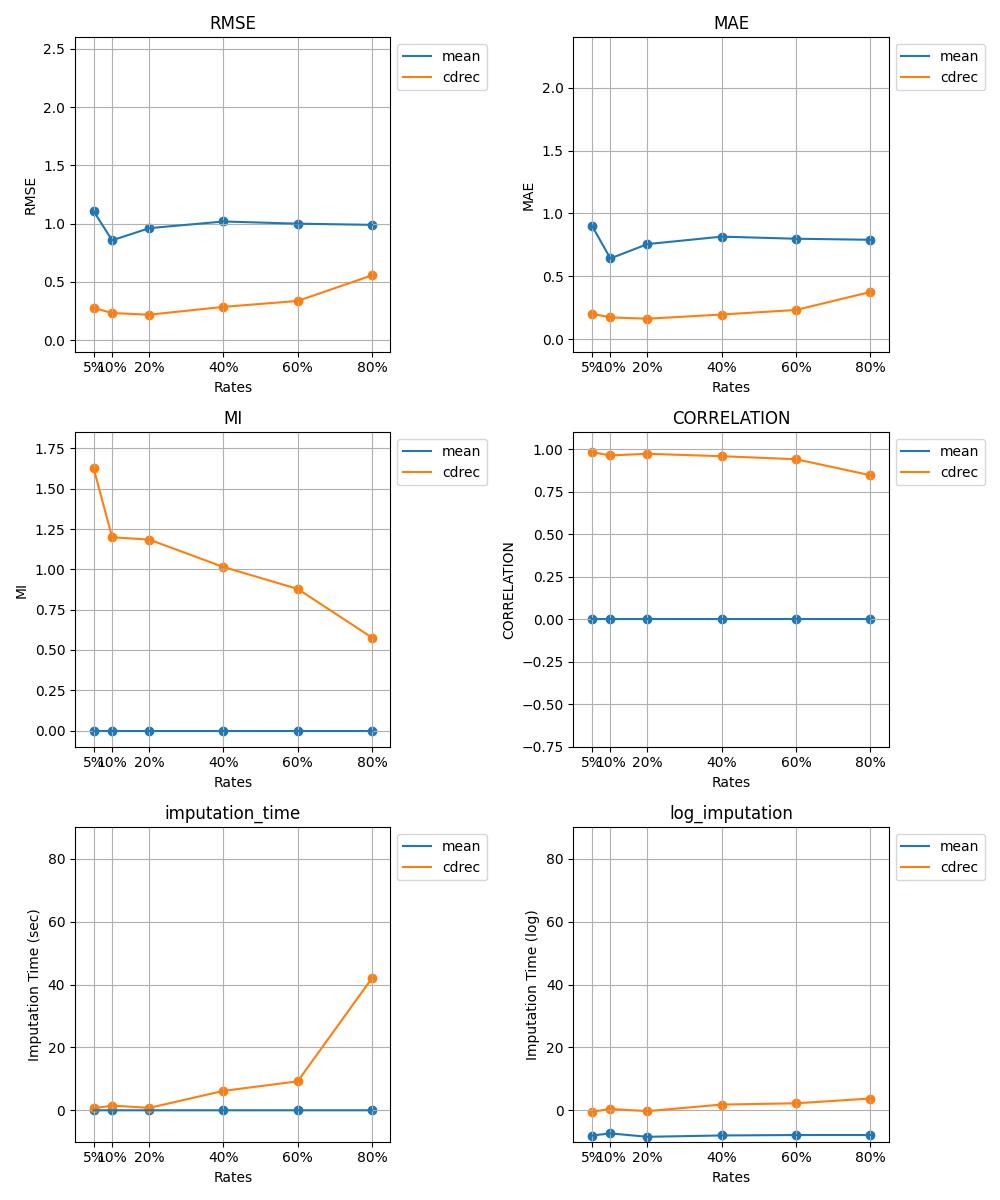 RMSE
2.5
2.0
1.5
1.0
0.5
0.0
RMSE
5% 10% 20% 40% 60% 80%
Rates
mean
cdrec
MAE
2.0
1.5
1.0
0.5
0.0
MAE
5% 10% 20% 40% 60% 80%
Rates
mean
cdrec
MI
1.75
1.50
1.25
1.00
0.75
0.50
0.25
0.00
MI
5% 10% 20% 40% 60% 80%
Rates
mean
cdrec
CORRELATION
1.00
0.75
0.50
0.25
0.00
−0.25
−0.50
−0.75
CORRELATION
5% 10% 20% 40% 60% 80%
Rates
mean
cdrec
imputation_time
80
60
40
20
0
Imputation Time (sec)
5% 10% 20% 40% 60% 80%
Rates
mean
cdrec
log_imputation
80
60
40
20
0
Imputation Time (log)
5% 10% 20% 40% 60% 80%
Rates
mean
cdrec